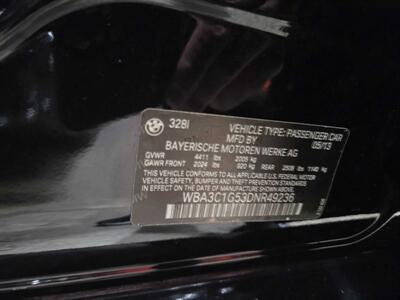 328i VEHICLE TYPE: PASSENGER CAR
MFD BY 05/13
BAYERISCHE MOTOREN WERKE AG
GVWR 4411 lbs 2005 kg
GAWR FRONT 2024 lbs 920 kg REAR 2509 lbs 1140 kg
THIS VEHICLE CONFORMS TO ALL APPLICABLE
U.S. FEDERAL MOTOR VEHICLE SAFETY, BUMPER AND
THEFT PREVENTION STANDARDS IN EFFECT ON THE
DATE OF MANUFACTURE SHOWN ABOVE.
WBA3C1G53DNR49236